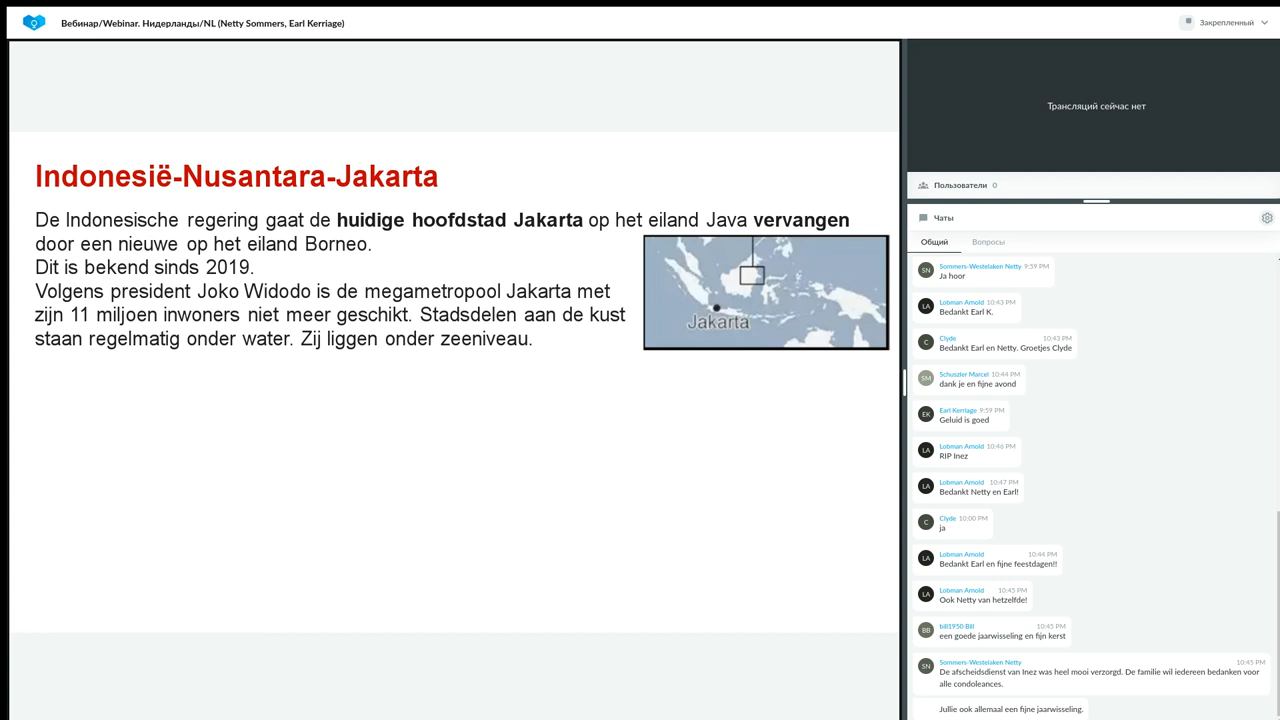 Вебинар/Webinar. Нидерланды/NL (Netty Sommers, Earl Kerriage)
Закрепленный
Indonesië-Nusantara-Jakarta
De Indonesische regering gaat de huidige hoofdstad Jakarta op het eiland Java vervangen
door een nieuwe op het eiland Borneo.
Dit is bekend sinds 2019.
Volgens president Joko Widodo is de megametropool Jakarta met
zijn 11 miljoen inwoners niet meer geschikt. Stadsdelen aan de kust
staan regelmatig onder water. Zij liggen onder zeeniveau.
Jakarta
Трансляций сейчас нет
Пользователи 0
Чаты
Общий Вопросы
SN Sommers-Westelaken Netty 9:59 PM
Ja hoor
LA Lobman Arnold 10:43 PM
Bedankt Earl K.
C Clyde 10:43 PM
Bedankt Earl en Netty. Groetjes Clyde
SM Schuszler Marcel 10:44 PM
dank je en fijne avond
EK Earl Kerriage 9:59 PM
Geluid is goed
LA Lobman Arnold 10:46 PM
RIP Inez
LA Lobman Arnold 10:47 PM
Bedankt Netty en Earl!
C Clyde 10:00 PM
ja
LA Lobman Arnold 10:44 PM
Bedankt Earl en fijne feestdagen!!
LA Lobman Arnold 10:45 PM
Ook Netty van hetzelfde!
BB bill1950 Bill 10:45 PM
een goede jaarwisseling en fijn kerst
SN Sommers-Westelaken Netty 10:45 PM
De afscheidsdienst van Inez was heel mooi verzorgd. De familie wil iedereen bedanken voor
alle condoleances.
Jullie ook allemaal een fijne jaarwisseling.